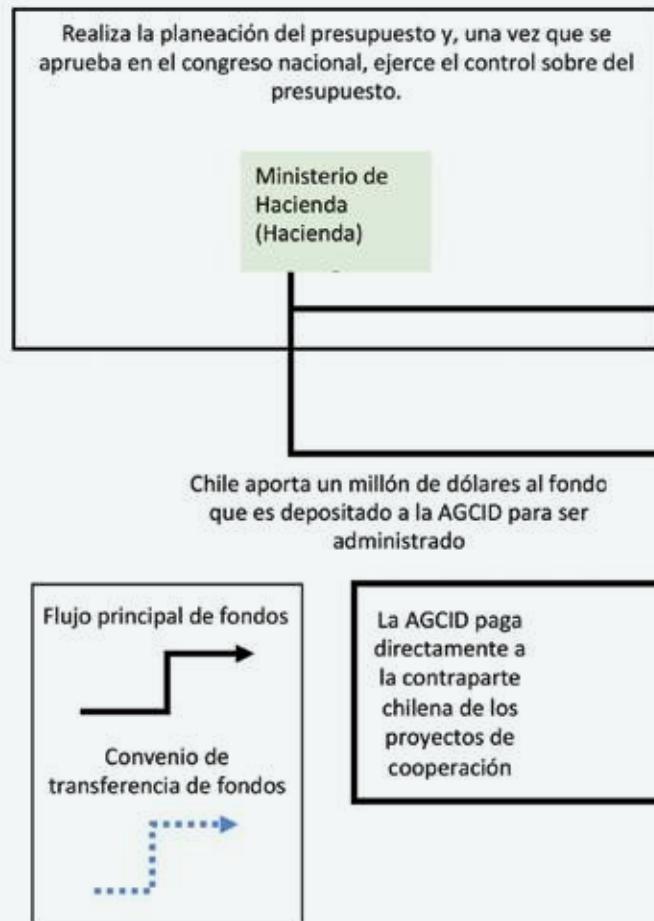 Realiza la planeación del presupuesto y, una vez que se
aprueba en el congreso nacional, ejerce el control sobre del
presupuesto.
Ministerio de
Hacienda
(Hacienda)
Chile aporta un millón de dólares al fondo
que es depositado a la AGCID para ser
administrado
Flujo principal de fondos
Convenio de
transferencia de fondos
La AGCID paga
directamente a
la contraparte
chilena de los
proyectos de
cooperación